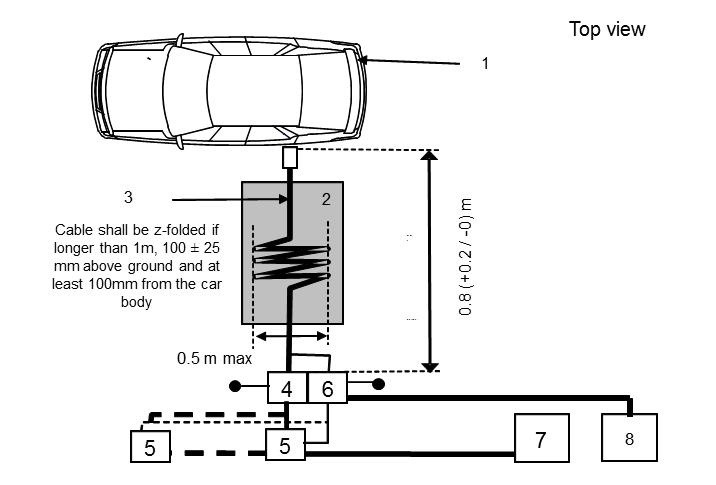 Top view
1
3
2
Cable shall be z-folded if
longer than 1m, 100 ± 25
mm above ground and at
least 100mm from the car
body
0.8 (+0.2 / -0) m
0.5 m max
4
6
5
5
7
8